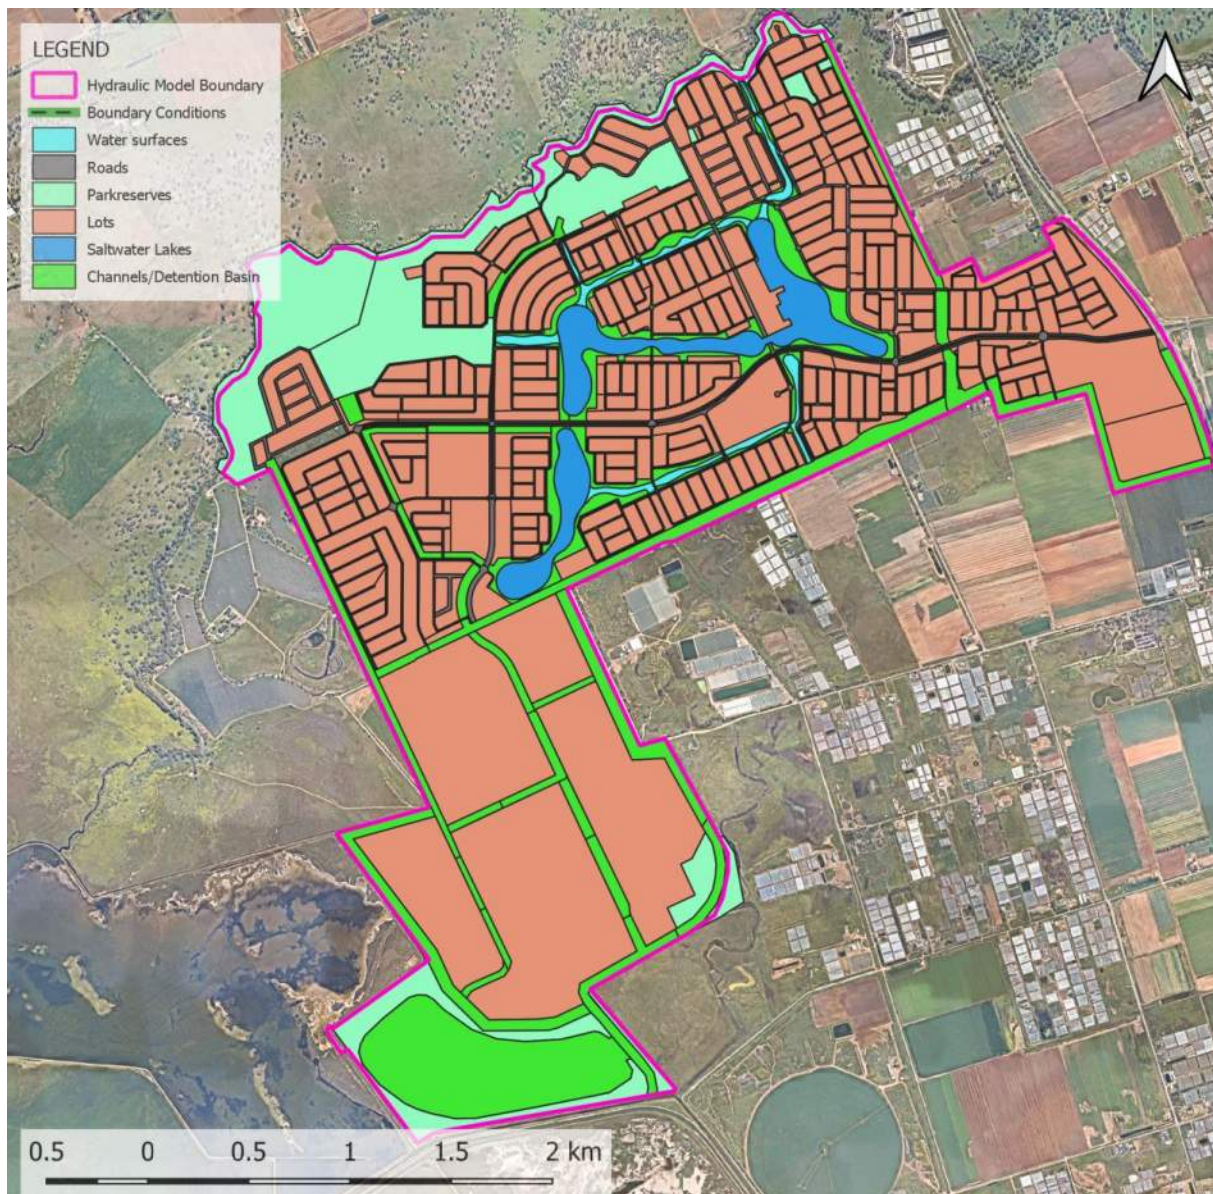 LEGEND
Hydraulic Model Boundary
Boundary Conditions
Water surfaces
Roads
Parkreserves
Lots
Saltwater Lakes
Channels/Detention Basin
0.5 0 0.5 1 1.5 2 km